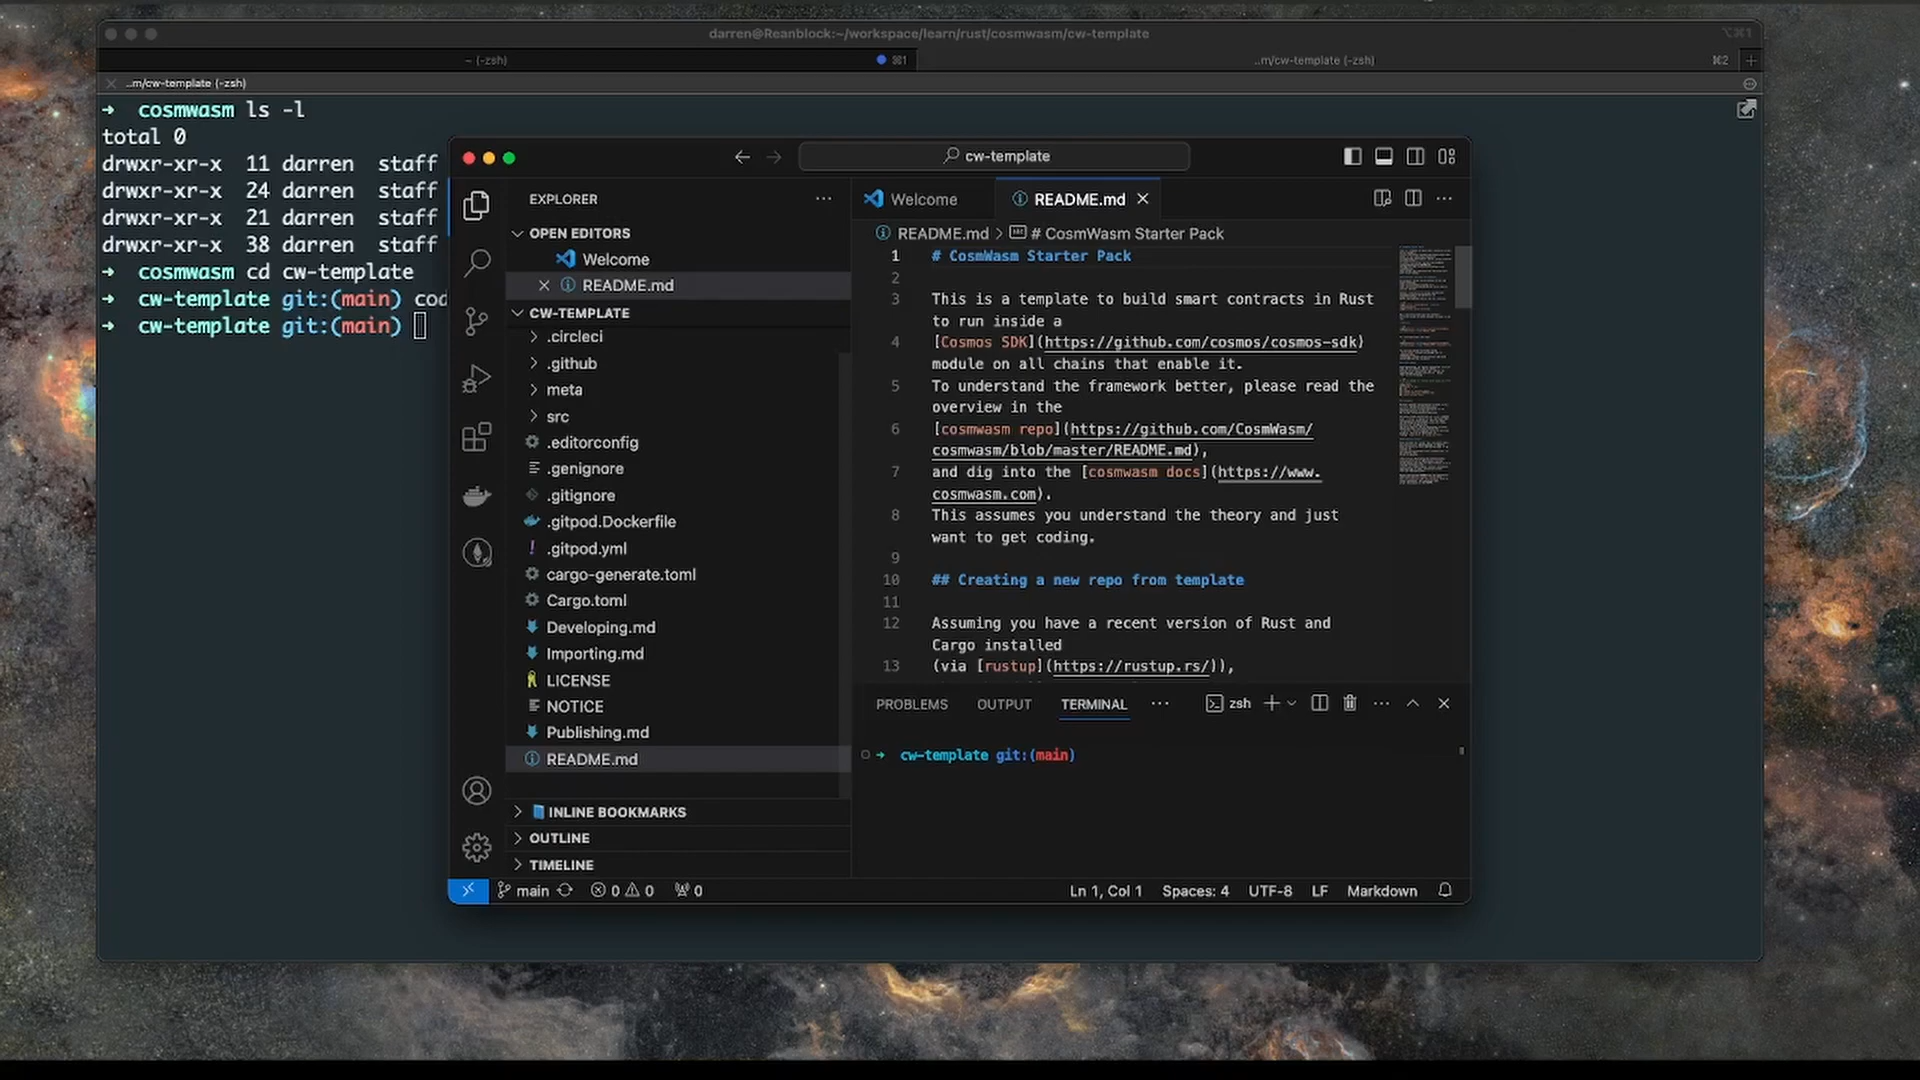 darren@Reanblock:~/workspace/learn/rust/cosmwasm/cw-template
⌥⌘1
~ (-zsh)
⌘1
..m/cw-template (-zsh)
⌘2
..m/cw-template (-zsh)
➜ cosmwasm ls -l
total 0
drwxr-xr-x 11 darren staff
drwxr-xr-x 24 darren staff
drwxr-xr-x 21 darren staff
drwxr-xr-x 38 darren staff
➜ cosmwasm cd cw-template
➜ cw-template git:(main) cod
➜ cw-template git:(main)
cw-template
EXPLORER
OPEN EDITORS
Welcome
README.md
CW-TEMPLATE
.circleci
.github
meta
src
.editorconfig
.genignore
.gitignore
.gitpod.Dockerfile
.gitpod.yml
cargo-generate.toml
Cargo.toml
Developing.md
Importing.md
LICENSE
NOTICE
Publishing.md
README.md
INLINE BOOKMARKS
OUTLINE
TIMELINE
Welcome
README.md
README.md > # CosmWasm Starter Pack
1 # CosmWasm Starter Pack
2
3 This is a template to build smart contracts in Rust
to run inside a
4 [Cosmos SDK](https://github.com/cosmos/cosmos-sdk)
module on all chains that enable it.
5 To understand the framework better, please read the
overview in the
6 [cosmwasm repo](https://github.com/CosmWasm/
cosmwasm/blob/master/README.md),
7 and dig into the [cosmwasm docs](https://www.
cosmwasm.com).
8 This assumes you understand the theory and just
want to get coding.
9
10 ## Creating a new repo from template
11
12 Assuming you have a recent version of Rust and
Cargo installed
13 (via [rustup](https://rustup.rs/)),
PROBLEMS OUTPUT TERMINAL
zsh
➜ cw-template git:(main)
main 0 0 0
Ln 1, Col 1 Spaces: 4 UTF-8 LF Markdown